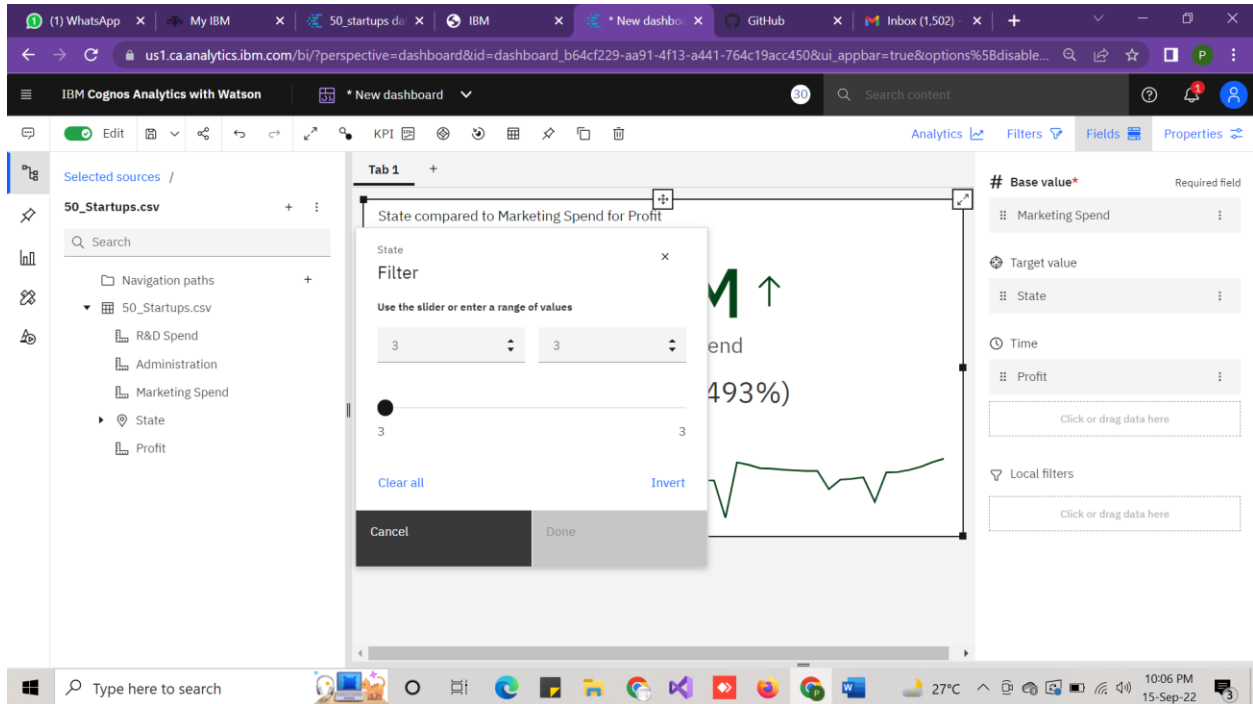 (1) WhatsApp
My IBM
50_startups da
IBM
* New dashbo
GitHub
Inbox (1,502) -
us1.ca.analytics.ibm.com/bi/?perspective=dashboard&id=dashboard_b64cf229-aa91-4f13-a441-764c19acc450&ui_appbar=true&options%5Bdisable...
P
IBM Cognos Analytics with Watson
* New dashboard
30
Search content
1
Edit
KPI
Analytics
Filters
Fields
Properties
Selected sources /
50_Startups.csv
Search
Navigation paths
50_Startups.csv
R&D Spend
Administration
Marketing Spend
State
Profit
Tab 1
State compared to Marketing Spend for Profit
M
end
493%)
State
Filter
Use the slider or enter a range of values
3 3
3 3
Clear all Invert
Cancel Done
# Base value* Required field
Marketing Spend
Target value
State
Time
Profit
Click or drag data here
Local filters
Click or drag data here
Type here to search
27°C
10:06 PM
15-Sep-22
3